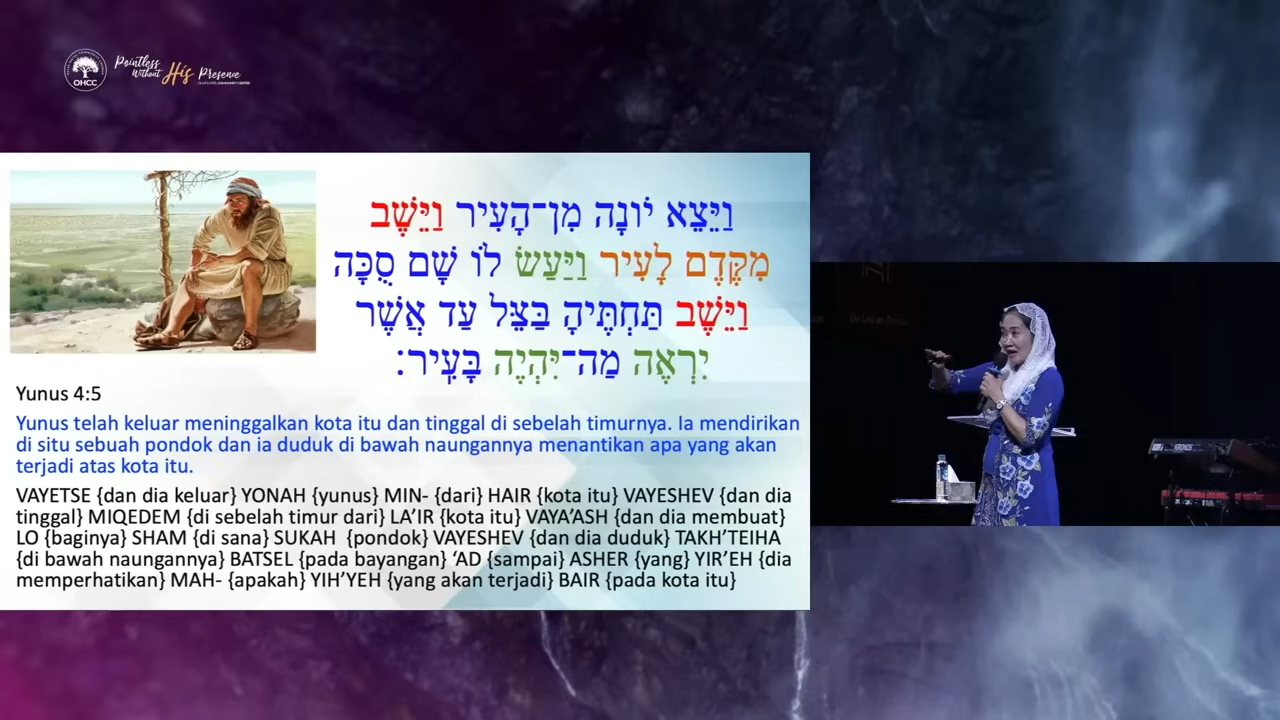 OHCC
Pointless
Without His Presence
וַיֵּצֵא יוֹנָה מִן־הָעִיר וַיֵּשֶׁב
מִקֶּדֶם לָעִיר וַיַּעַשׂ לוֹ שָׁם סֻכָּה
וַיֵּשֶׁב תַּחְתֶּיהָ בַּצֵּל עַד אֲשֶׁר
יִרְאֶה מַה־יִּהְיֶה בָּעִיר׃
Yunus 4:5
Yunus telah keluar meninggalkan kota itu dan tinggal di sebelah timurnya. Ia mendirikan
di situ sebuah pondok dan ia duduk di bawah naungannya menantikan apa yang akan
terjadi atas kota itu.
VAYETSE {dan dia keluar} YONAH {yunus} MIN- {dari} HAIR {kota itu} VAYESHEV {dan dia
tinggal} MIQEDEM {di sebelah timur dari} LA’IR {kota itu} VAYA’ASH {dan dia membuat}
LO {baginya} SHAM {di sana} SUKAH {pondok} VAYESHEV {dan dia duduk} TAKH’TEIHA
{di bawah naungannya} BATSEL {pada bayangan} ‘AD {sampai} ASHER {yang} YIR’EH {dia
memperhatikan} MAH- {apakah} YIH’YEH {yang akan terjadi} BAIR {pada kota itu}
KRONOS